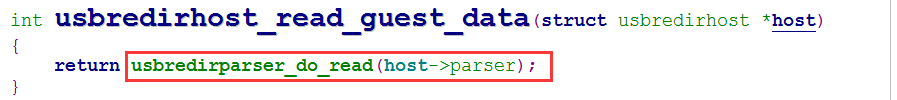 int usbredirhost_read_guest_data(struct usbredirhost *host)
{
    return usbredirparser_do_read(host->parser);
}